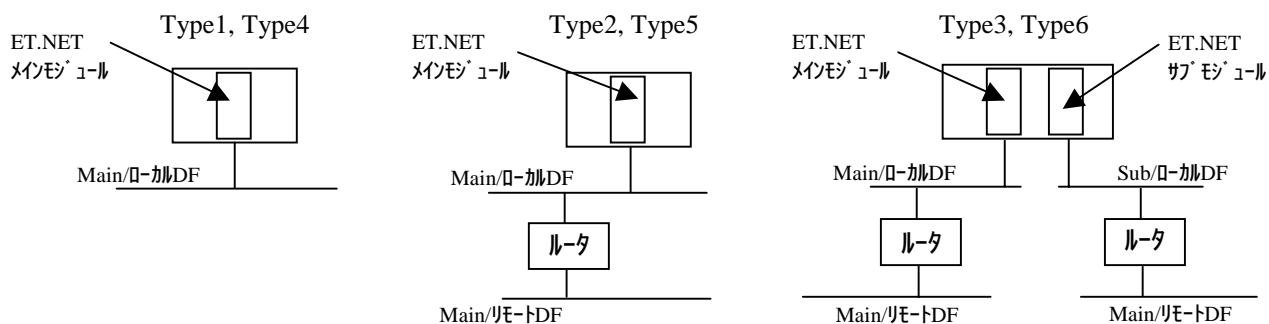 Type1, Type4
ET.NET
ﾒｲﾝﾓｼﾞｭｰﾙ
Main/ﾛｰｶﾙDF
Type2, Type5
ET.NET
ﾒｲﾝﾓｼﾞｭｰﾙ
Main/ﾛｰｶﾙDF
ルータ
Main/ﾘﾓｰﾄDF
Type3, Type6
ET.NET
ﾒｲﾝﾓｼﾞｭｰﾙ
ET.NET
ｻﾌﾞﾓｼﾞｭｰﾙ
Main/ﾛｰｶﾙDF
Sub/ﾛｰｶﾙDF
ルータ
ルータ
Main/ﾘﾓｰﾄDF
Main/ﾘﾓｰﾄDF